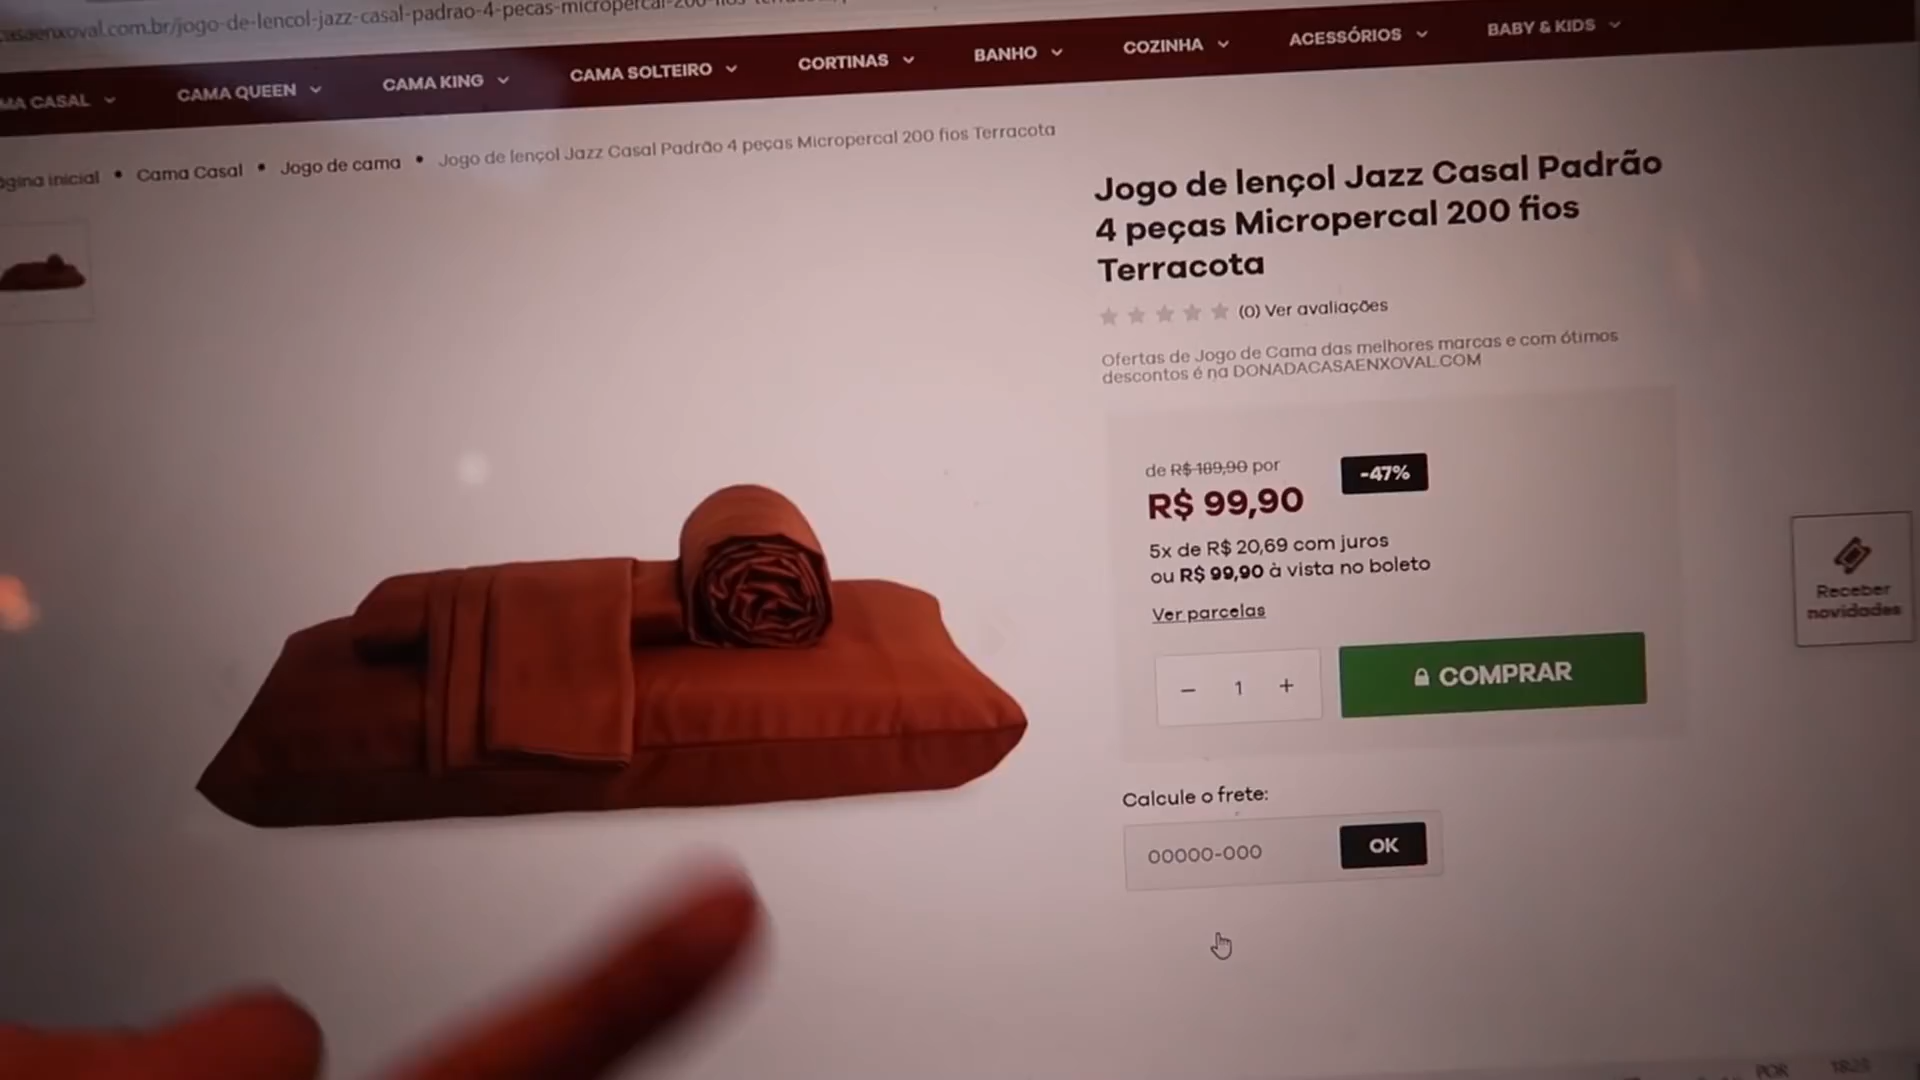 casaenxoval.com.br/jogo-de-lencol-jazz-casal-padrao-4-pecas-micropercal-200-fios-
MA CASAL CAMA QUEEN CAMA KING CAMA SOLTEIRO CORTINAS BANHO COZINHA ACESSÓRIOS BABY & KIDS
ágina inicial • Cama Casal • Jogo de cama • Jogo de lençol Jazz Casal Padrão 4 peças Micropercal 200 fios Terracota
Jogo de lençol Jazz Casal Padrão
4 peças Micropercal 200 fios
Terracota
(0) Ver avaliações
Ofertas de Jogo de Cama das melhores marcas e com ótimos
descontos é na DONADACASAENXOVAL.COM
de R$ 189,90 por
-47%
R$ 99,90
5x de R$ 20,69 com juros
ou R$ 99,90 à vista no boleto
Ver parcelas
− 1 +
COMPRAR
Receber
novidades
Calcule o frete:
00000-000
OK
POR